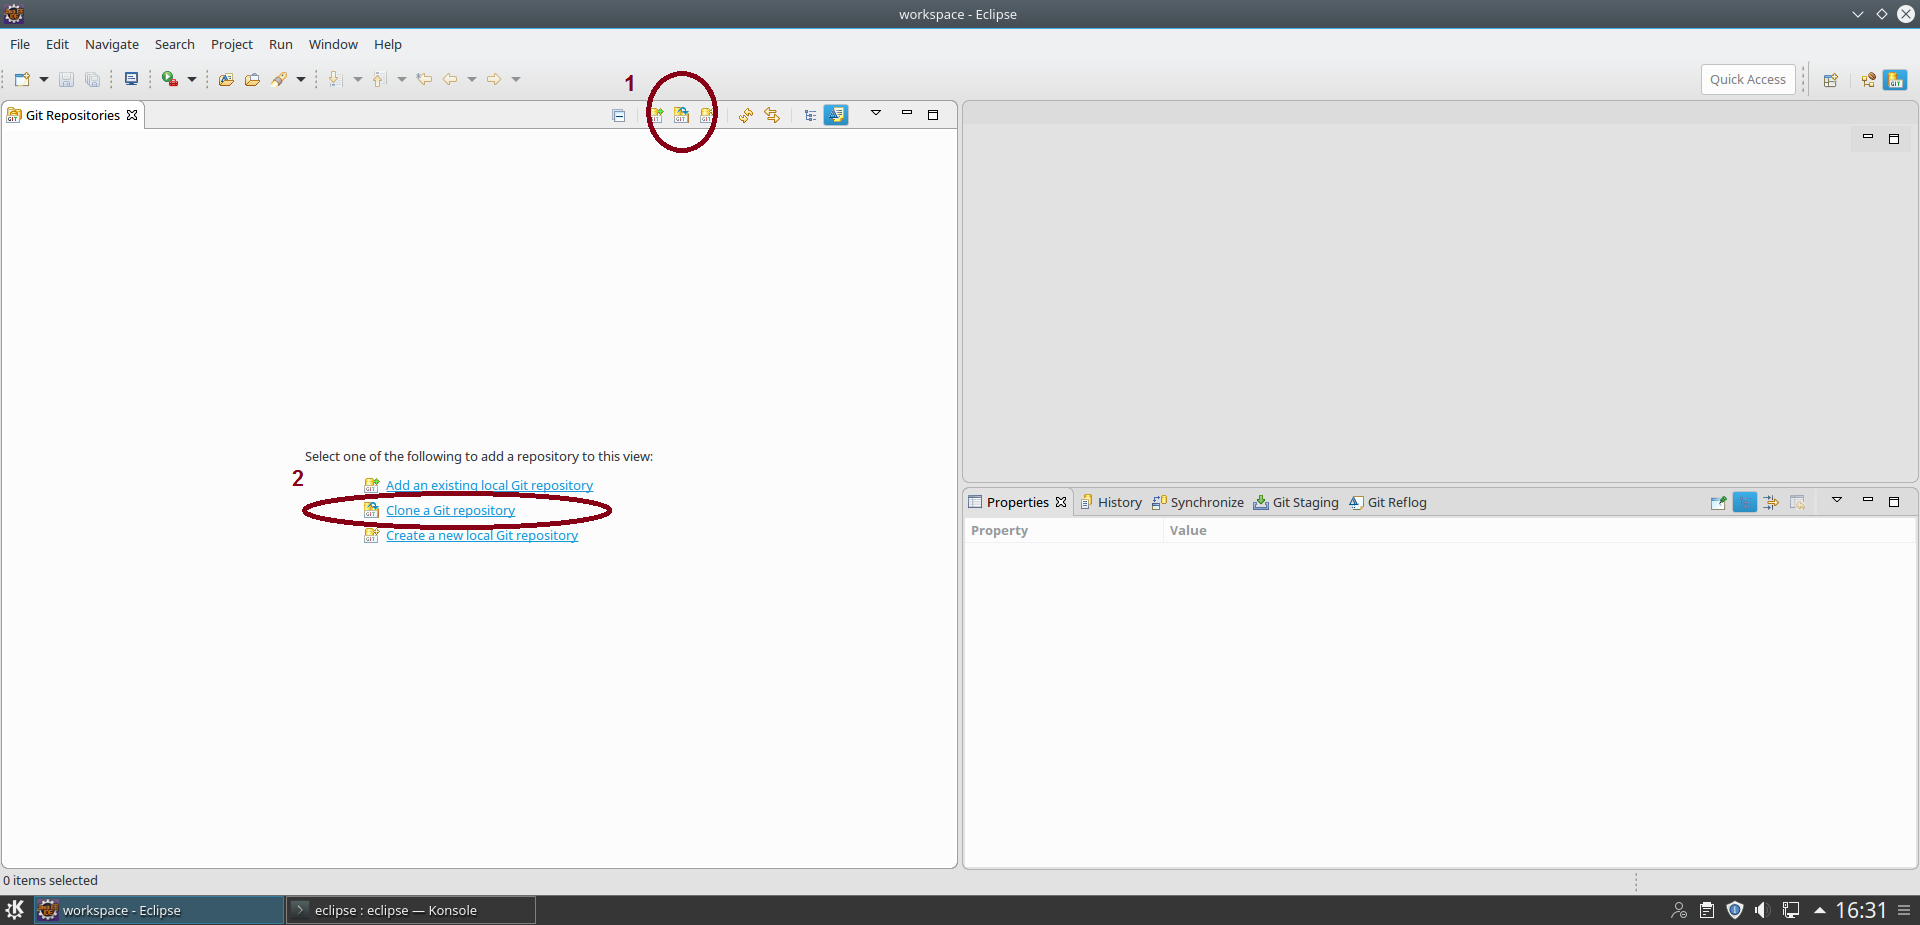 workspace - Eclipse
File Edit Navigate Search Project Run Window Help
1
Quick Access
Git Repositories
Select one of the following to add a repository to this view:
2
Add an existing local Git repository
Clone a Git repository
Create a new local Git repository
Properties History Synchronize Git Staging Git Reflog
Property Value
0 items selected
workspace - Eclipse
eclipse : eclipse — Konsole
16:31